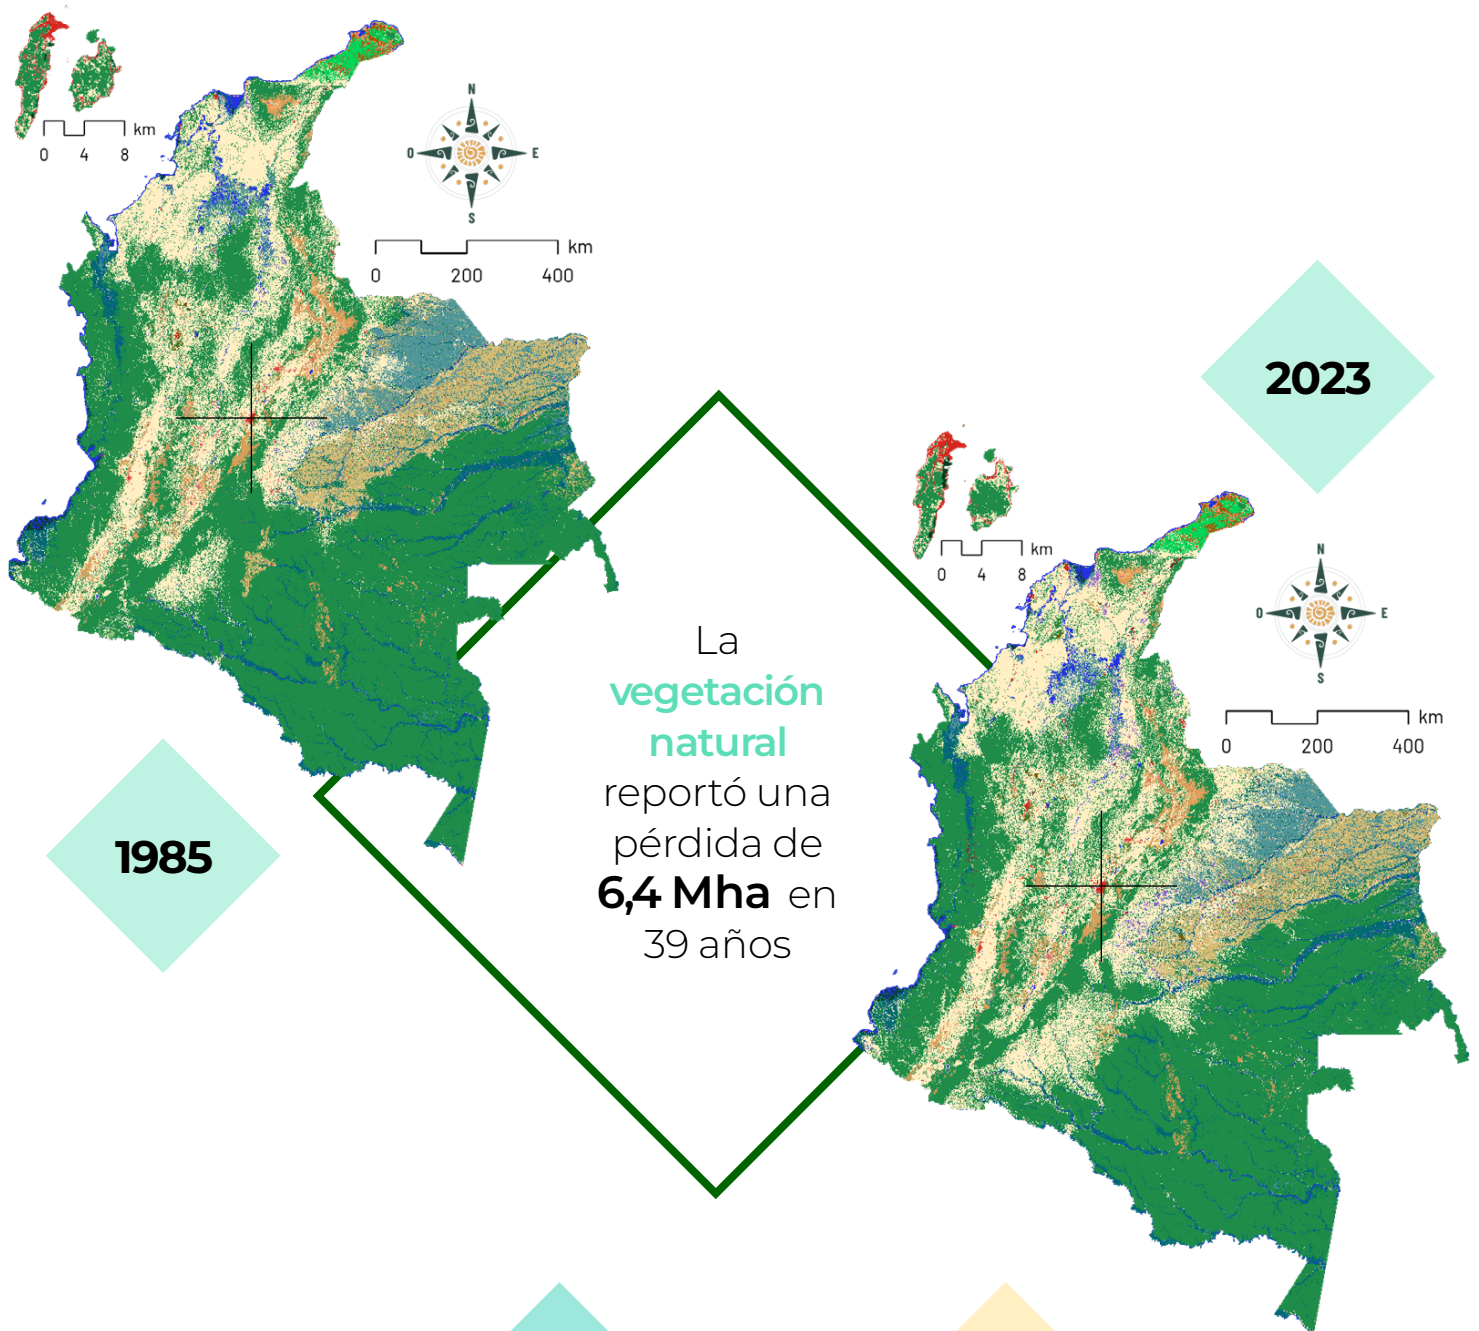 km
0 4 8
N
O E
S
km
0 200 400
1985
La
vegetación
natural
reportó una
pérdida de
6,4 Mha en
39 años
2023
km
0 4 8
N
O E
S
km
0 200 400